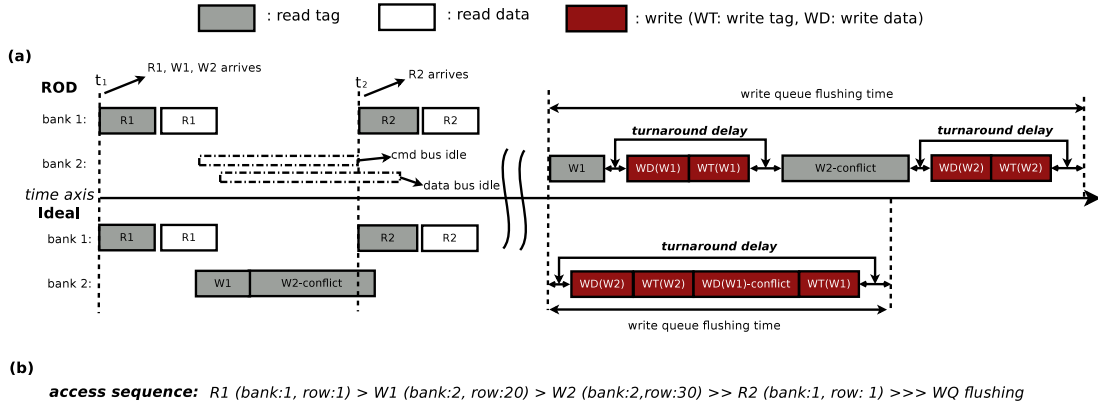 : read tag : read data : write (WT: write tag, WD: write data)
(a)
t1 R1, W1, W2 arrives t2 R2 arrives
ROD
write queue flushing time
bank 1: R1 R1 R2 R2
turnaround delay turnaround delay
bank 2: cmd bus idle W1 WD(W1) WT(W1) W2-conflict WD(W2) WT(W2)
data bus idle
time axis
Ideal
bank 1: R1 R1 R2 R2
turnaround delay
bank 2: W1 W2-conflict WD(W2) WT(W2) WD(W1)-conflict WT(W1)
write queue flushing time
(b)
access sequence: R1 (bank:1, row:1) > W1 (bank:2, row:20) > W2 (bank:2,row:30) >> R2 (bank:1, row: 1) >>> WQ flushing